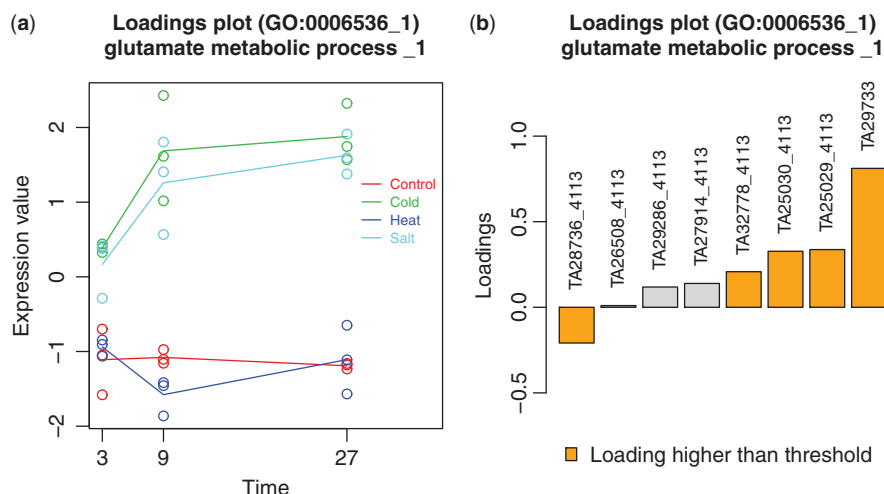 (a) Loadings plot (GO:0006536_1)
glutamate metabolic process _1
Expression value
2
1
0
−1
−2
Control
Cold
Heat
Salt
3 9 27
Time
(b) Loadings plot (GO:0006536_1)
glutamate metabolic process _1
Loadings
1.0
0.5
0.0
−0.5
TA28736_4113
TA26508_4113
TA29286_4113
TA27914_4113
TA32778_4113
TA25030_4113
TA25029_4113
TA29733
Loading higher than threshold